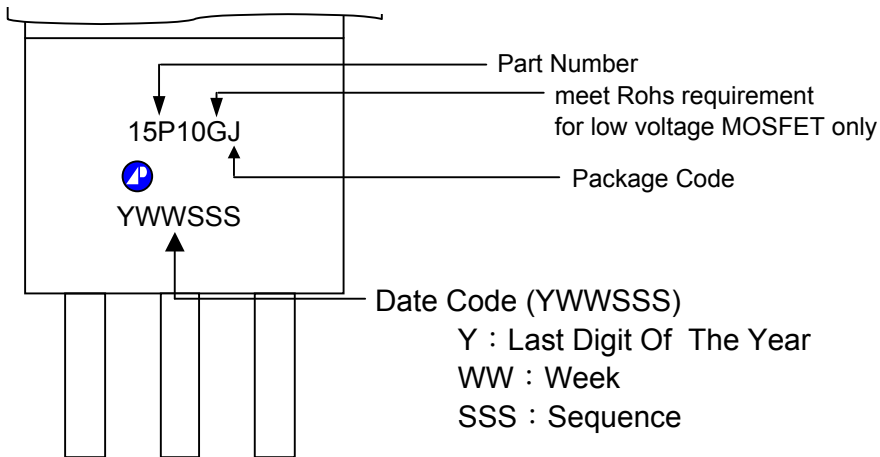 Part Number
meet Rohs requirement
for low voltage MOSFET only
15P10GJ
Package Code
YWWSSS
Date Code (YWWSSS)
Y：Last Digit Of The Year
WW：Week
SSS：Sequence